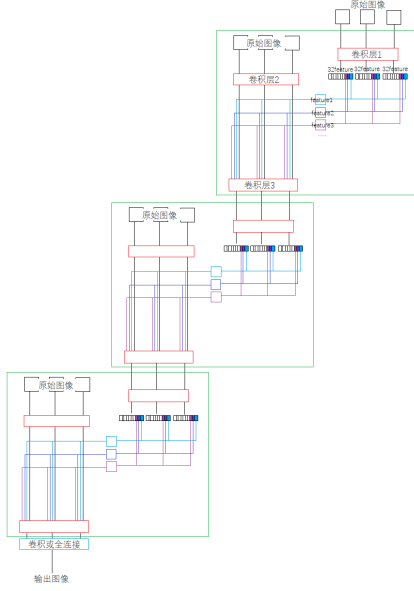 原始图像
原始图像
卷积层1
32feature 32feature 32feature
卷积层2
feature1
feature2
feature3
卷积层3
原始图像
原始图像
卷积或全连接
输出图像